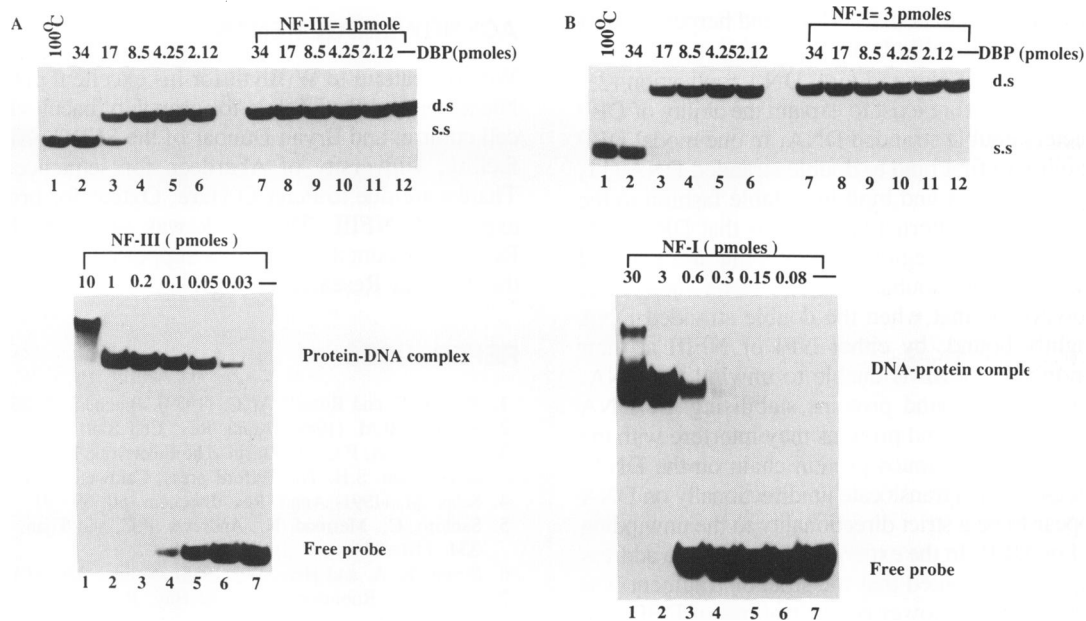 A
100°C
NF-III= 1pmole
34 17 8.5 4.25 2.12 34 17 8.5 4.25 2.12 — DBP(pmoles)
d.s
s.s
1 2 3 4 5 6 7 8 9 10 11 12
NF-III ( pmoles )
10 1 0.2 0.1 0.05 0.03 —
Protein-DNA complex
Free probe
1 2 3 4 5 6 7
B
100°C
NF-I= 3 pmoles
34 17 8.5 4.25 2.12 34 17 8.5 4.25 2.12 — DBP (pmoles)
d.s
s.s
1 2 3 4 5 6 7 8 9 10 11 12
NF-I ( pmoles )
30 3 0.6 0.3 0.15 0.08 —
DNA-protein comple
Free probe
1 2 3 4 5 6 7